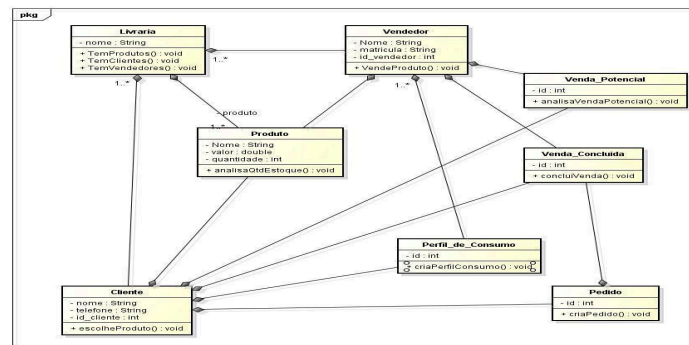 pkg
Livraria
- nome : String
+ TemProdutos() : void
+ TemClientes() : void
+ TemVendedores() : void
1..*
1..*
Vendedor
- Nome : String
- matricula : String
- id_vendedor : int
+ VendeProduto() : void
1..*
Venda_Potencial
- id : int
+ analisaVendaPotencial() : void
- produto
1..*
Produto
- Nome : String
- valor : double
- quantidade : int
+ analisaQtdEstoque() : void
Venda_Concluida
- id : int
+ concluiVenda() : void
Perfil_de_Consumo
- id : int
criaPerfilConsumo() : void
Cliente
- nome : String
- telefone : String
- id_cliente : int
+ escolheProduto() : void
Pedido
- id : int
+ criaPedido() : void